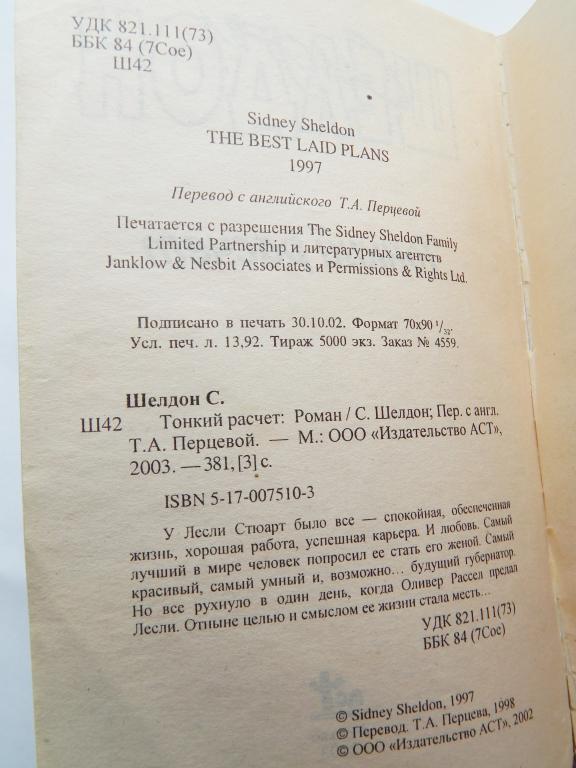 УДК 821.111(73)
ББК 84 (7Сое)
Ш42
Sidney Sheldon
THE BEST LAID PLANS
1997
Перевод с английского Т.А. Перцевой
Печатается с разрешения The Sidney Sheldon Family
Limited Partnership и литературных агентств
Janklow & Nesbit Associates и Permissions & Rights Ltd.
Подписано в печать 30.10.02. Формат 70х90 1/32.
Усл. печ. л. 13,92. Тираж 5000 экз. Заказ № 4559.
Шелдон С.
Ш42 Тонкий расчет: Роман / С. Шелдон; Пер. с англ.
Т.А. Перцевой. — М.: ООО «Издательство АСТ»,
2003. — 381, [3] с.
ISBN 5-17-007510-3
У Лесли Стюарт было все — спокойная, обеспеченная
жизнь, хорошая работа, успешная карьера. И любовь. Самый
лучший в мире человек попросил ее стать его женой. Самый
красивый, самый умный и, возможно... будущий губернатор.
Но все рухнуло в один день, когда Оливер Рассел предал
Лесли. Отныне целью и смыслом ее жизни стала месть...
УДК 821.111(73)
ББК 84 (7Сое)
© Sidney Sheldon, 1997
© Перевод. Т.А. Перцева, 1998
© ООО «Издательство АСТ», 2002